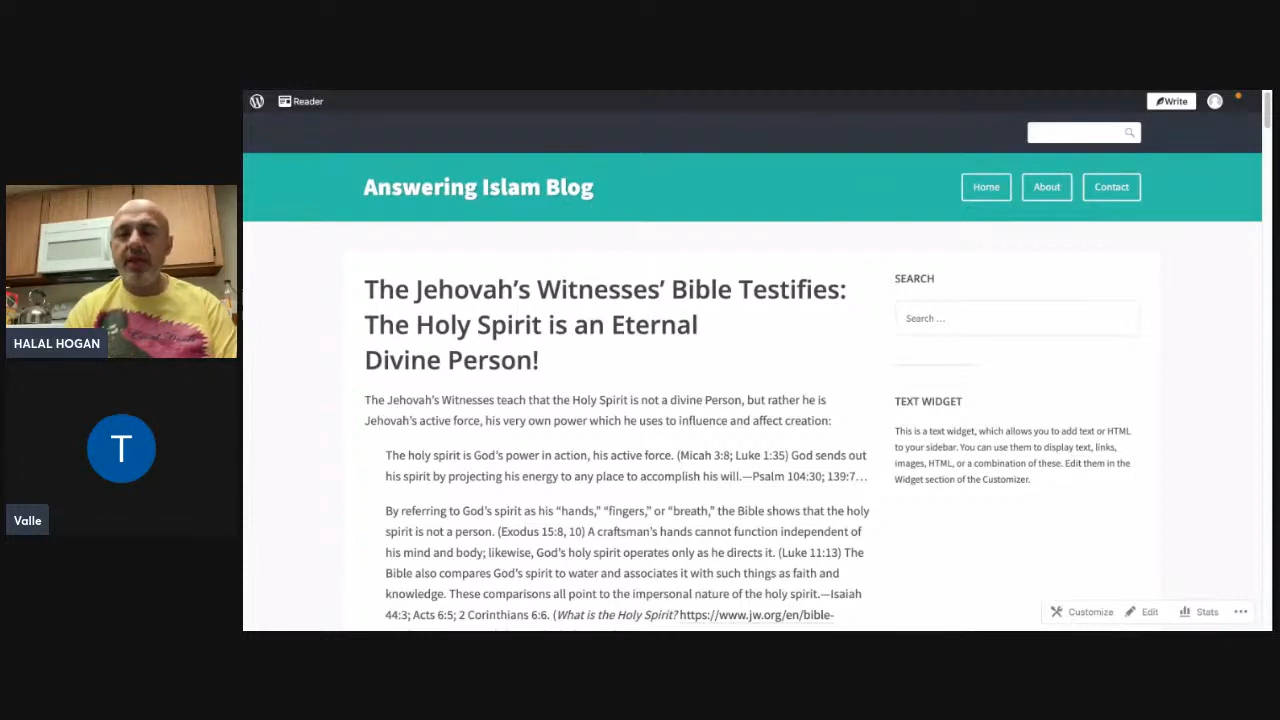 Reader
Write
Answering Islam Blog
Home
About
Contact
The Jehovah's Witnesses' Bible Testifies:
The Holy Spirit is an Eternal
Divine Person!
The Jehovah's Witnesses teach that the Holy Spirit is not a divine Person, but rather he is
Jehovah's active force, his very own power which he uses to influence and affect creation:
The holy spirit is God's power in action, his active force. (Micah 3:8; Luke 1:35) God sends out
his spirit by projecting his energy to any place to accomplish his will.—Psalm 104:30; 139:7…
By referring to God's spirit as his “hands,” “fingers,” or “breath,” the Bible shows that the holy
spirit is not a person. (Exodus 15:8, 10) A craftsman's hands cannot function independent of
his mind and body; likewise, God's holy spirit operates only as he directs it. (Luke 11:13) The
Bible also compares God's spirit to water and associates it with such things as faith and
knowledge. These comparisons all point to the impersonal nature of the holy spirit.—Isaiah
44:3; Acts 6:5; 2 Corinthians 6:6. (What is the Holy Spirit? https://www.jw.org/en/bible-
SEARCH
Search …
TEXT WIDGET
This is a text widget, which allows you to add text or HTML
to your sidebar. You can use them to display text, links,
images, HTML, or a combination of these. Edit them in the
Widget section of the Customizer.
Customize
Edit
Stats
HALAL HOGAN
T
Valle